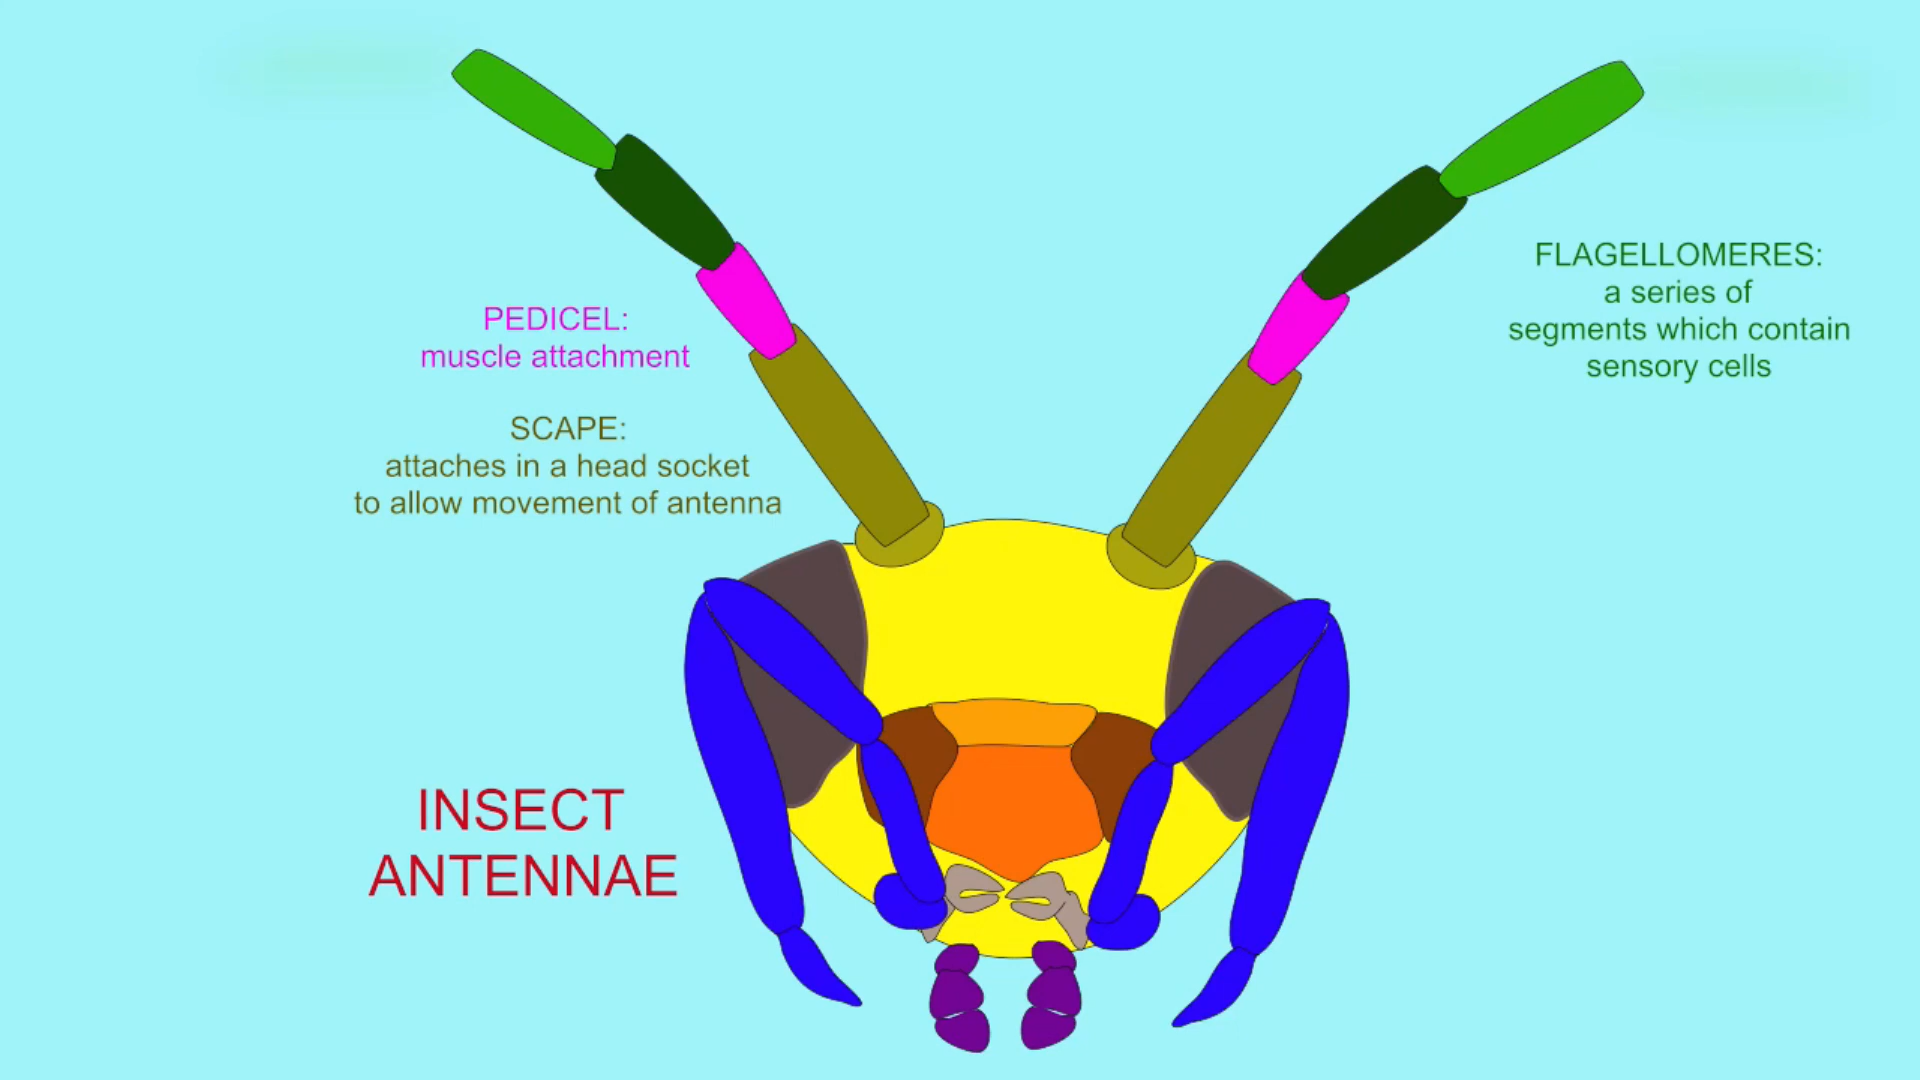 PEDICEL:
muscle attachment
SCAPE:
attaches in a head socket
to allow movement of antenna
FLAGELLOMERES:
a series of
segments which contain
sensory cells
INSECT
ANTENNAE